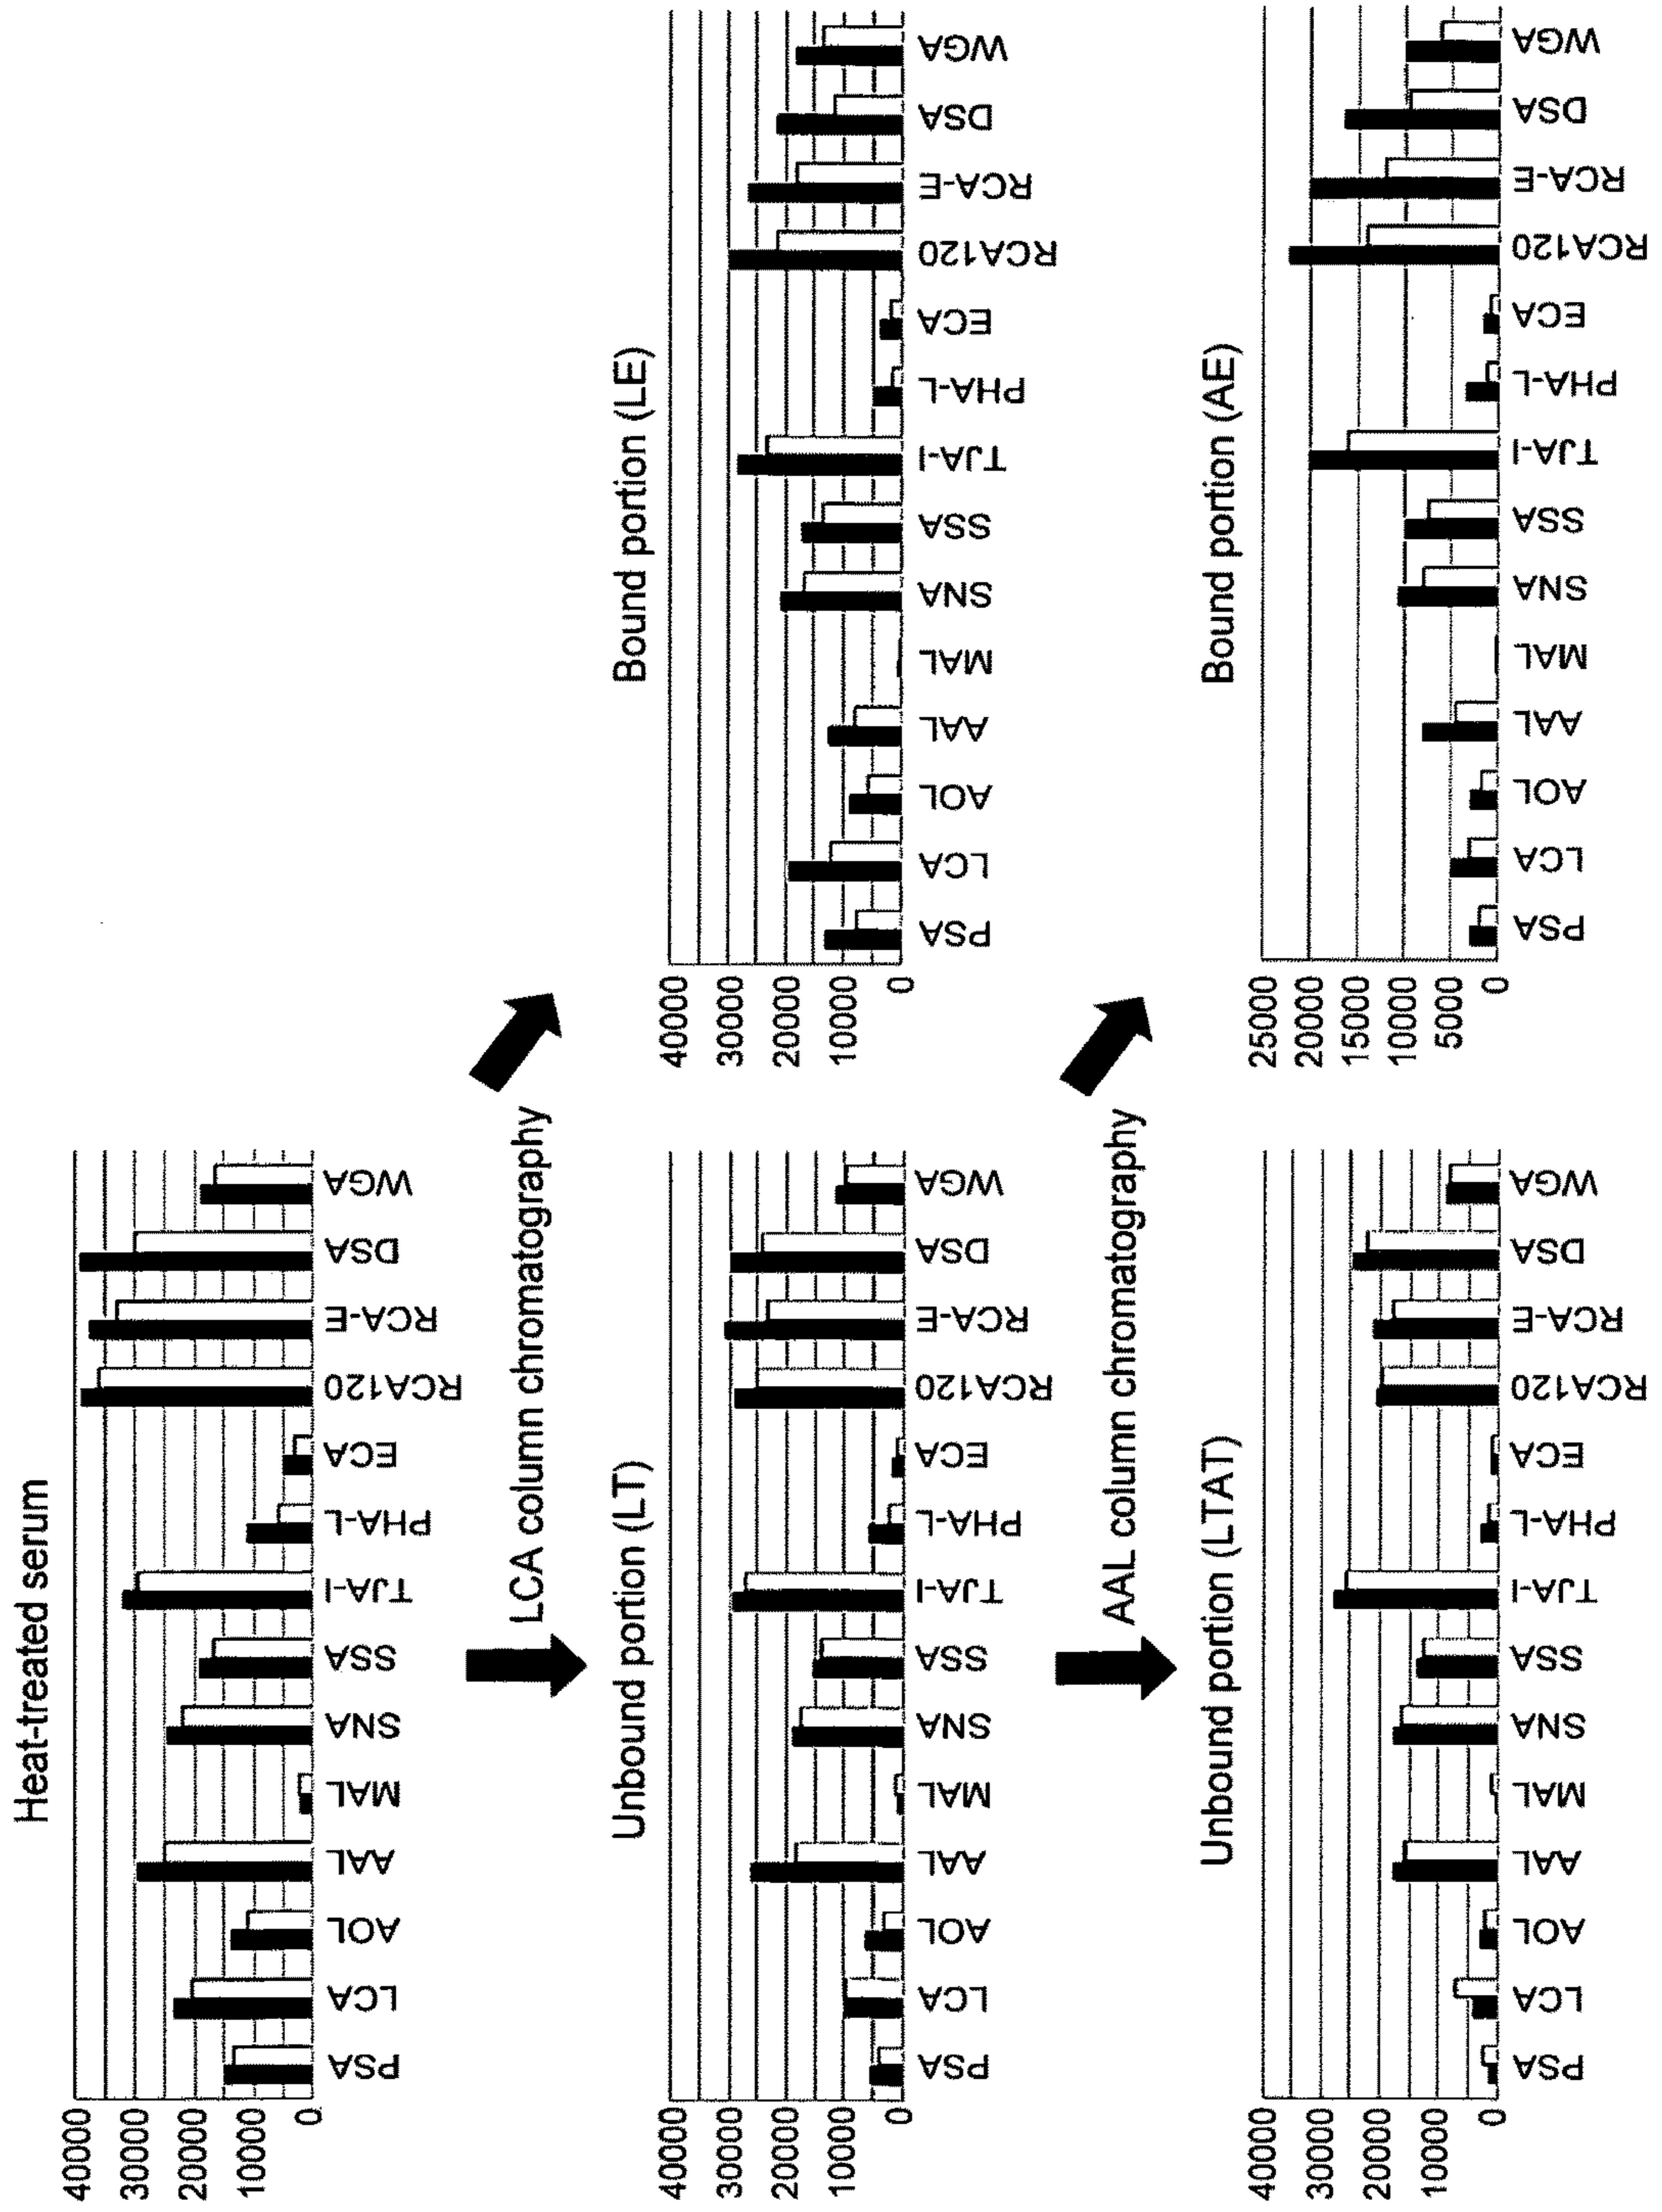 Heat-treated serum
40000
30000
20000
10000
0
PSA
LCA
AOL
AAL
MAL
SNA
SSA
TJA-I
PHA-L
ECA
RCA120
RCA-E
DSA
WGA
LCA column chromatography
Unbound portion (LT)
40000
30000
20000
10000
0
PSA
LCA
AOL
AAL
MAL
SNA
SSA
TJA-I
PHA-L
ECA
RCA120
RCA-E
DSA
WGA
Bound portion (LE)
40000
30000
20000
10000
0
PSA
LCA
AOL
AAL
MAL
SNA
SSA
TJA-I
PHA-L
ECA
RCA120
RCA-E
DSA
WGA
AAL column chromatography
Unbound portion (LTAT)
40000
30000
20000
10000
0
PSA
LCA
AOL
AAL
MAL
SNA
SSA
TJA-I
PHA-L
ECA
RCA120
RCA-E
DSA
WGA
Bound portion (AE)
25000
20000
15000
10000
5000
0
PSA
LCA
AOL
AAL
MAL
SNA
SSA
TJA-I
PHA-L
ECA
RCA120
RCA-E
DSA
WGA